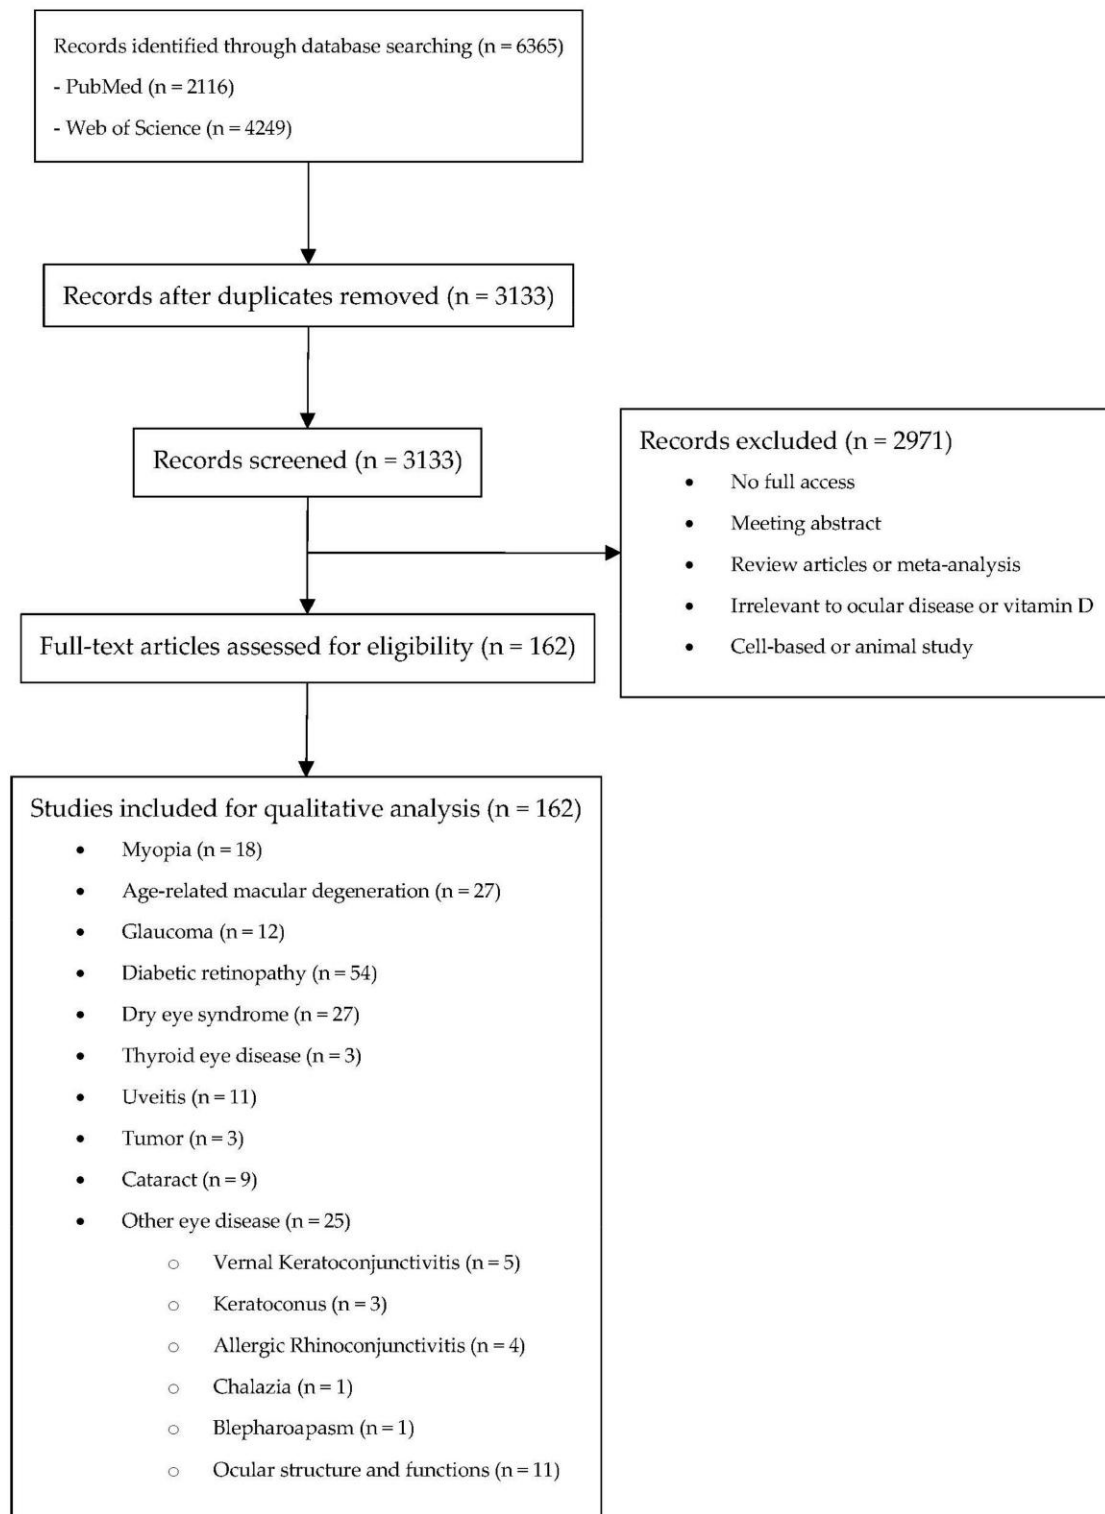 Records identified through database searching (n = 6365)
- PubMed (n = 2116)
- Web of Science (n = 4249)
Records after duplicates removed (n = 3133)
Records screened (n = 3133)
Records excluded (n = 2971)
• No full access
• Meeting abstract
• Review articles or meta-analysis
• Irrelevant to ocular disease or vitamin D
• Cell-based or animal study
Full-text articles assessed for eligibility (n = 162)
Studies included for qualitative analysis (n = 162)
• Myopia (n = 18)
• Age-related macular degeneration (n = 27)
• Glaucoma (n = 12)
• Diabetic retinopathy (n = 54)
• Dry eye syndrome (n = 27)
• Thyroid eye disease (n = 3)
• Uveitis (n = 11)
• Tumor (n = 3)
• Cataract (n = 9)
• Other eye disease (n = 25)
o Vernal Keratoconjunctivitis (n = 5)
o Keratoconus (n = 3)
o Allergic Rhinoconjunctivitis (n = 4)
o Chalazia (n = 1)
o Blepharoapasm (n = 1)
o Ocular structure and functions (n = 11)